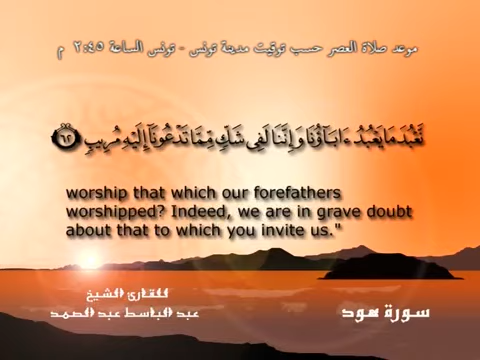 موعد صلاة العصر حسب توقيت مدينة تونس - تونس الساعة ٢:٤٥ م
نَّعْبُدَ مَا يَعْبُدُ ءَابَآؤُنَا وَإِنَّنَا لَفِي شَكٍّ مِّمَّا تَدْعُونَآ إِلَيْهِ مُرِيبٍ ٦٢
worship that which our forefathers
worshipped? Indeed, we are in grave doubt
about that to which you invite us."
القارئ الشيخ
عبد الباسط عبد الصمد
سورة هود